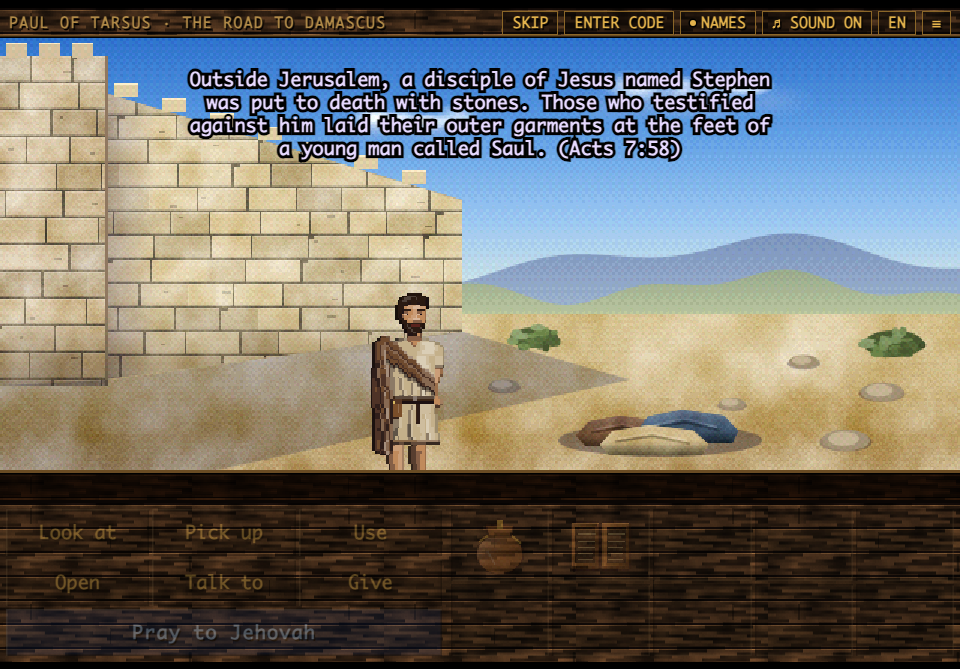 PAUL OF TARSUS · THE ROAD TO DAMASCUS
SKIP
ENTER CODE
• NAMES
♬ SOUND ON
EN
≡
Outside Jerusalem, a disciple of Jesus named Stephen
was put to death with stones. Those who testified
against him laid their outer garments at the feet of
a young man called Saul. (Acts 7:58)
Look at
Pick up
Use
Open
Talk to
Give
Pray to Jehovah